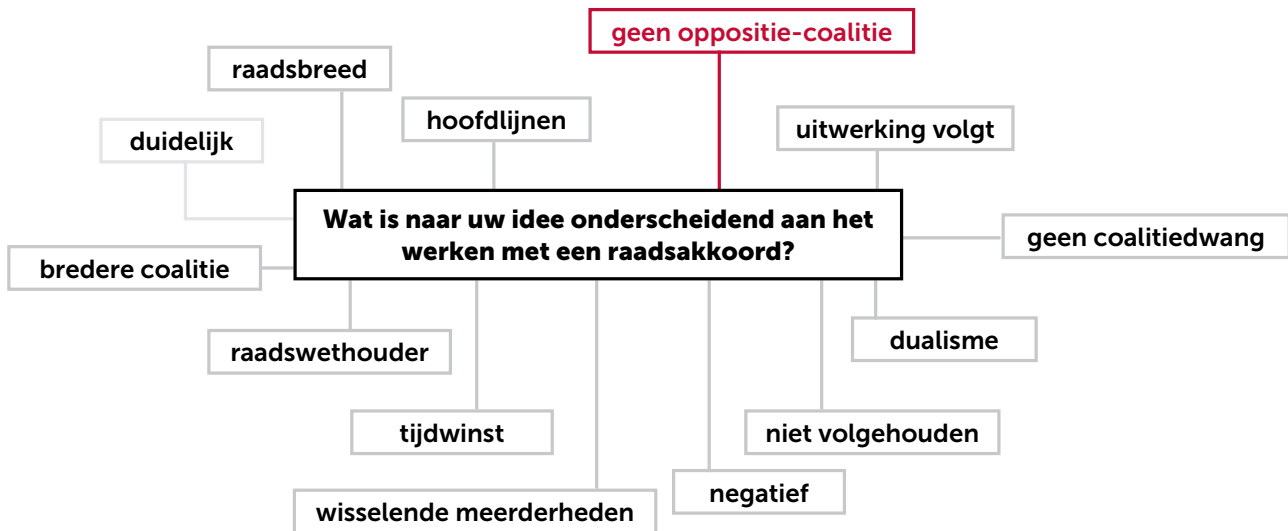 geen oppositie-coalitie
raadsbreed
hoofdlijnen
uitwerking volgt
duidelijk
Wat is naar uw idee onderscheidend aan het
werken met een raadsakkoord?
geen coalitiedwang
bredere coalitie
raadswethouder
dualisme
tijdwinst
niet volgehouden
negatief
wisselende meerderheden